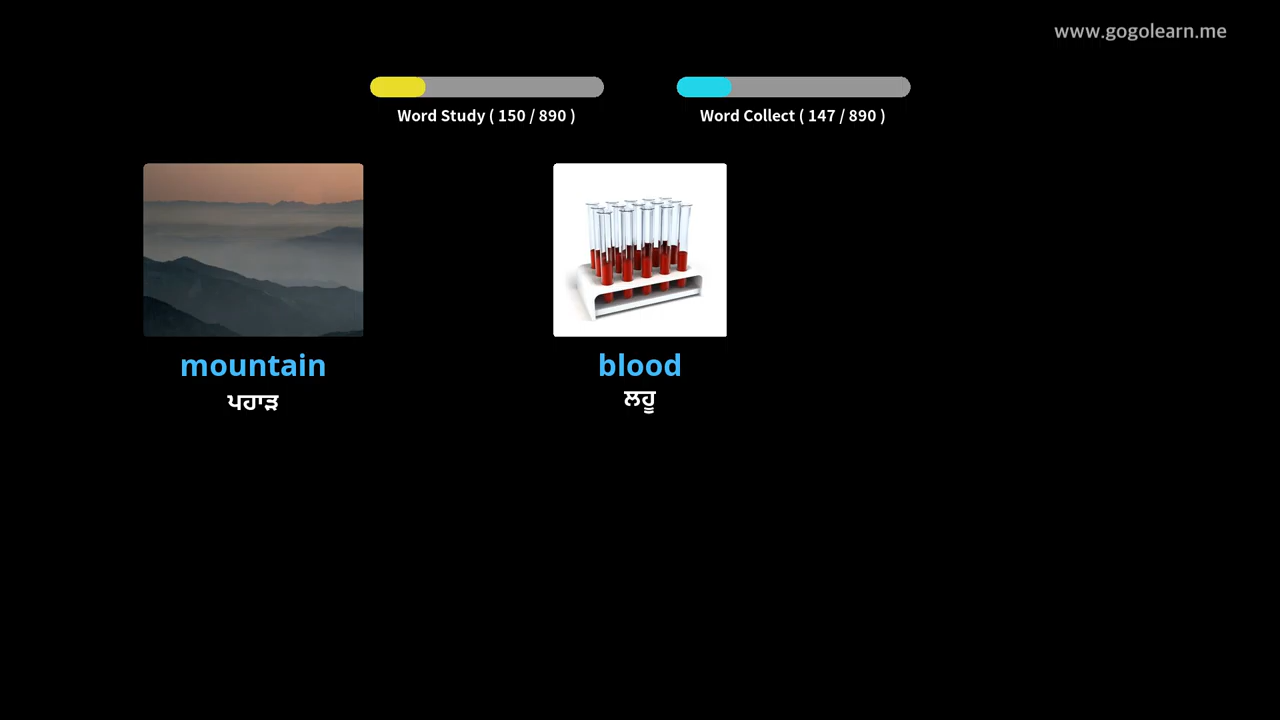 www.gogolearn.me
Word Study ( 150 / 890 )
Word Collect ( 147 / 890 )
mountain
ਪਹਾੜ
blood
ਲਹੂ